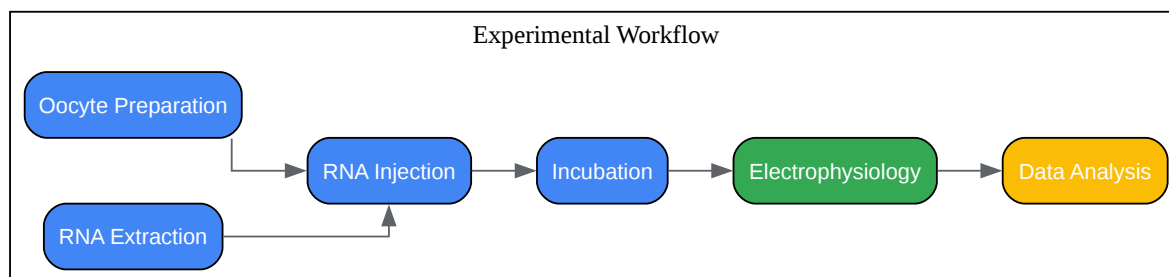 Experimental Workflow
Oocyte Preparation
RNA Injection
Incubation
Electrophysiology
Data Analysis
RNA Extraction